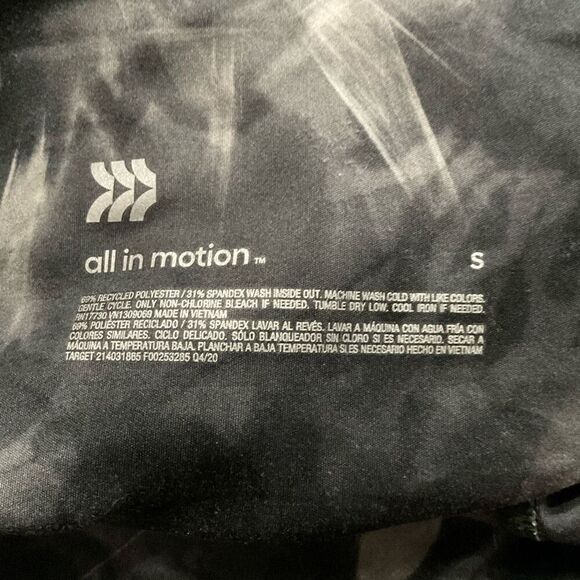 all in motion™ S
69% RECYCLED POLYESTER / 31% SPANDEX WASH INSIDE OUT. MACHINE WASH COLD WITH LIKE COLORS.
GENTLE CYCLE. ONLY NON-CHLORINE BLEACH IF NEEDED. TUMBLE DRY LOW. COOL IRON IF NEEDED.
RN17730 VN1309069 MADE IN VIETNAM
69% POLIÉSTER RECICLADO / 31% SPANDEX LAVAR AL REVÉS. LAVAR A MÁQUINA CON AGUA FRÍA CON
COLORES SIMILARES. CICLO DELICADO. SÓLO BLANQUEADOR SIN CLORO SI ES NECESARIO. SECAR A
MÁQUINA A TEMPERATURA BAJA. PLANCHAR A BAJA TEMPERATURA SI ES NECESARIO HECHO EN VIETNAM
TARGET 214031865 F00253285 Q4/20